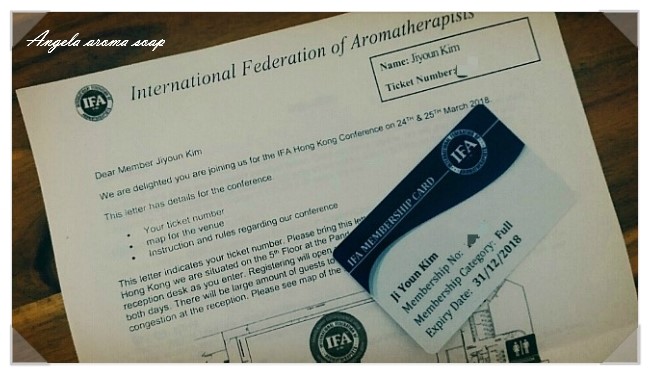 Angela aroma soap
International Federation of Aromatherapists
Name: Jiyoun Kim
Ticket Number:
IFA
Dear Member Jiyoun Kim
We are delighted you are joining us for the IFA Hong Kong Conference on 24TH & 25TH March 2018.
This letter has details for the conference
• Your ticket number
• map for the venue
• Instruction and rules regarding our conference
This letter indicates your ticket number. Please bring this
Hong Kong we are situated on the 5th Floor at the
reception desk as you enter. Registering will open
both days. There will be large amount of guests to
congestion at the reception. Please see map of the
IFA
IFA
IFA MEMBERSHIP CARD
Ji Youn Kim
Membership No:
Membership Category: Full
Expiry Date: 31/12/2018